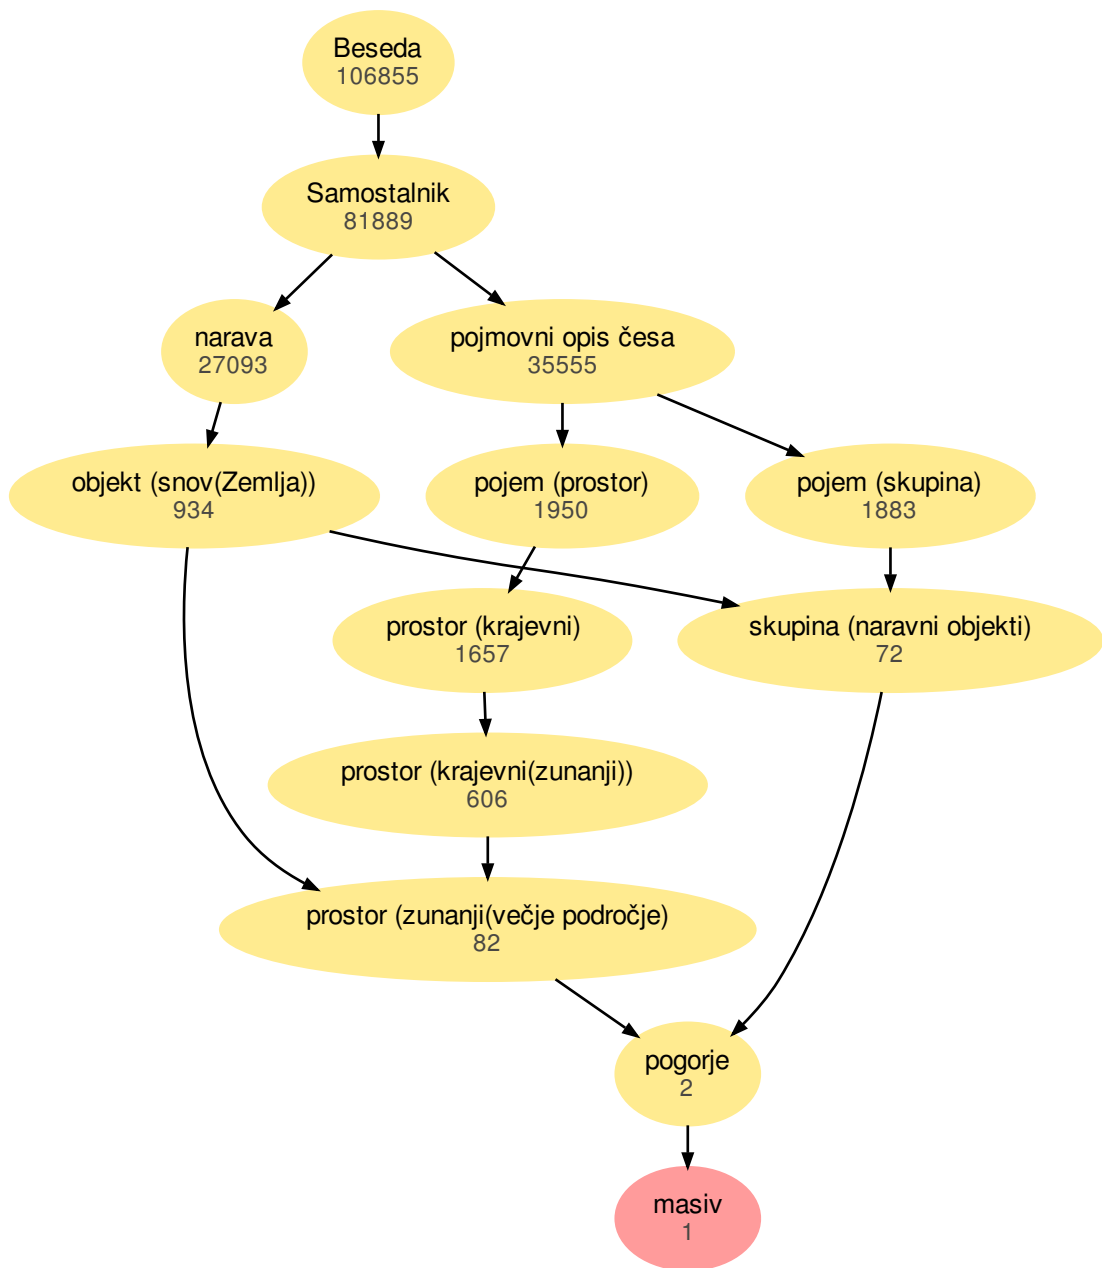 Beseda
106855
Samostalnik
81889
narava
27093
pojmovni opis česa
35555
objekt (snov(Zemlja))
934
pojem (prostor)
1950
pojem (skupina)
1883
prostor (krajevni)
1657
skupina (naravni objekti)
72
prostor (krajevni(zunanji))
606
prostor (zunanji(večje področje)
82
pogorje
2
masiv
1